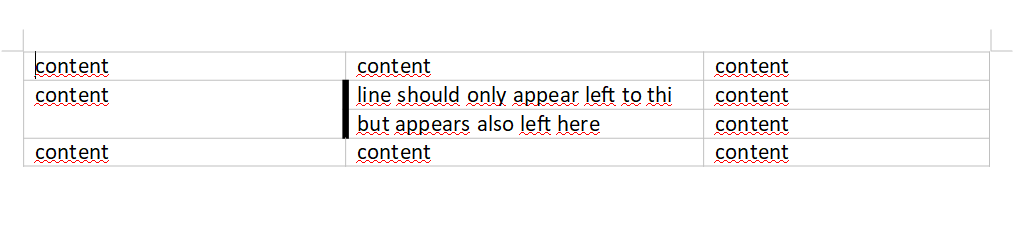 content content content
content line should only appear left to thi content
but appears also left here content
content content content